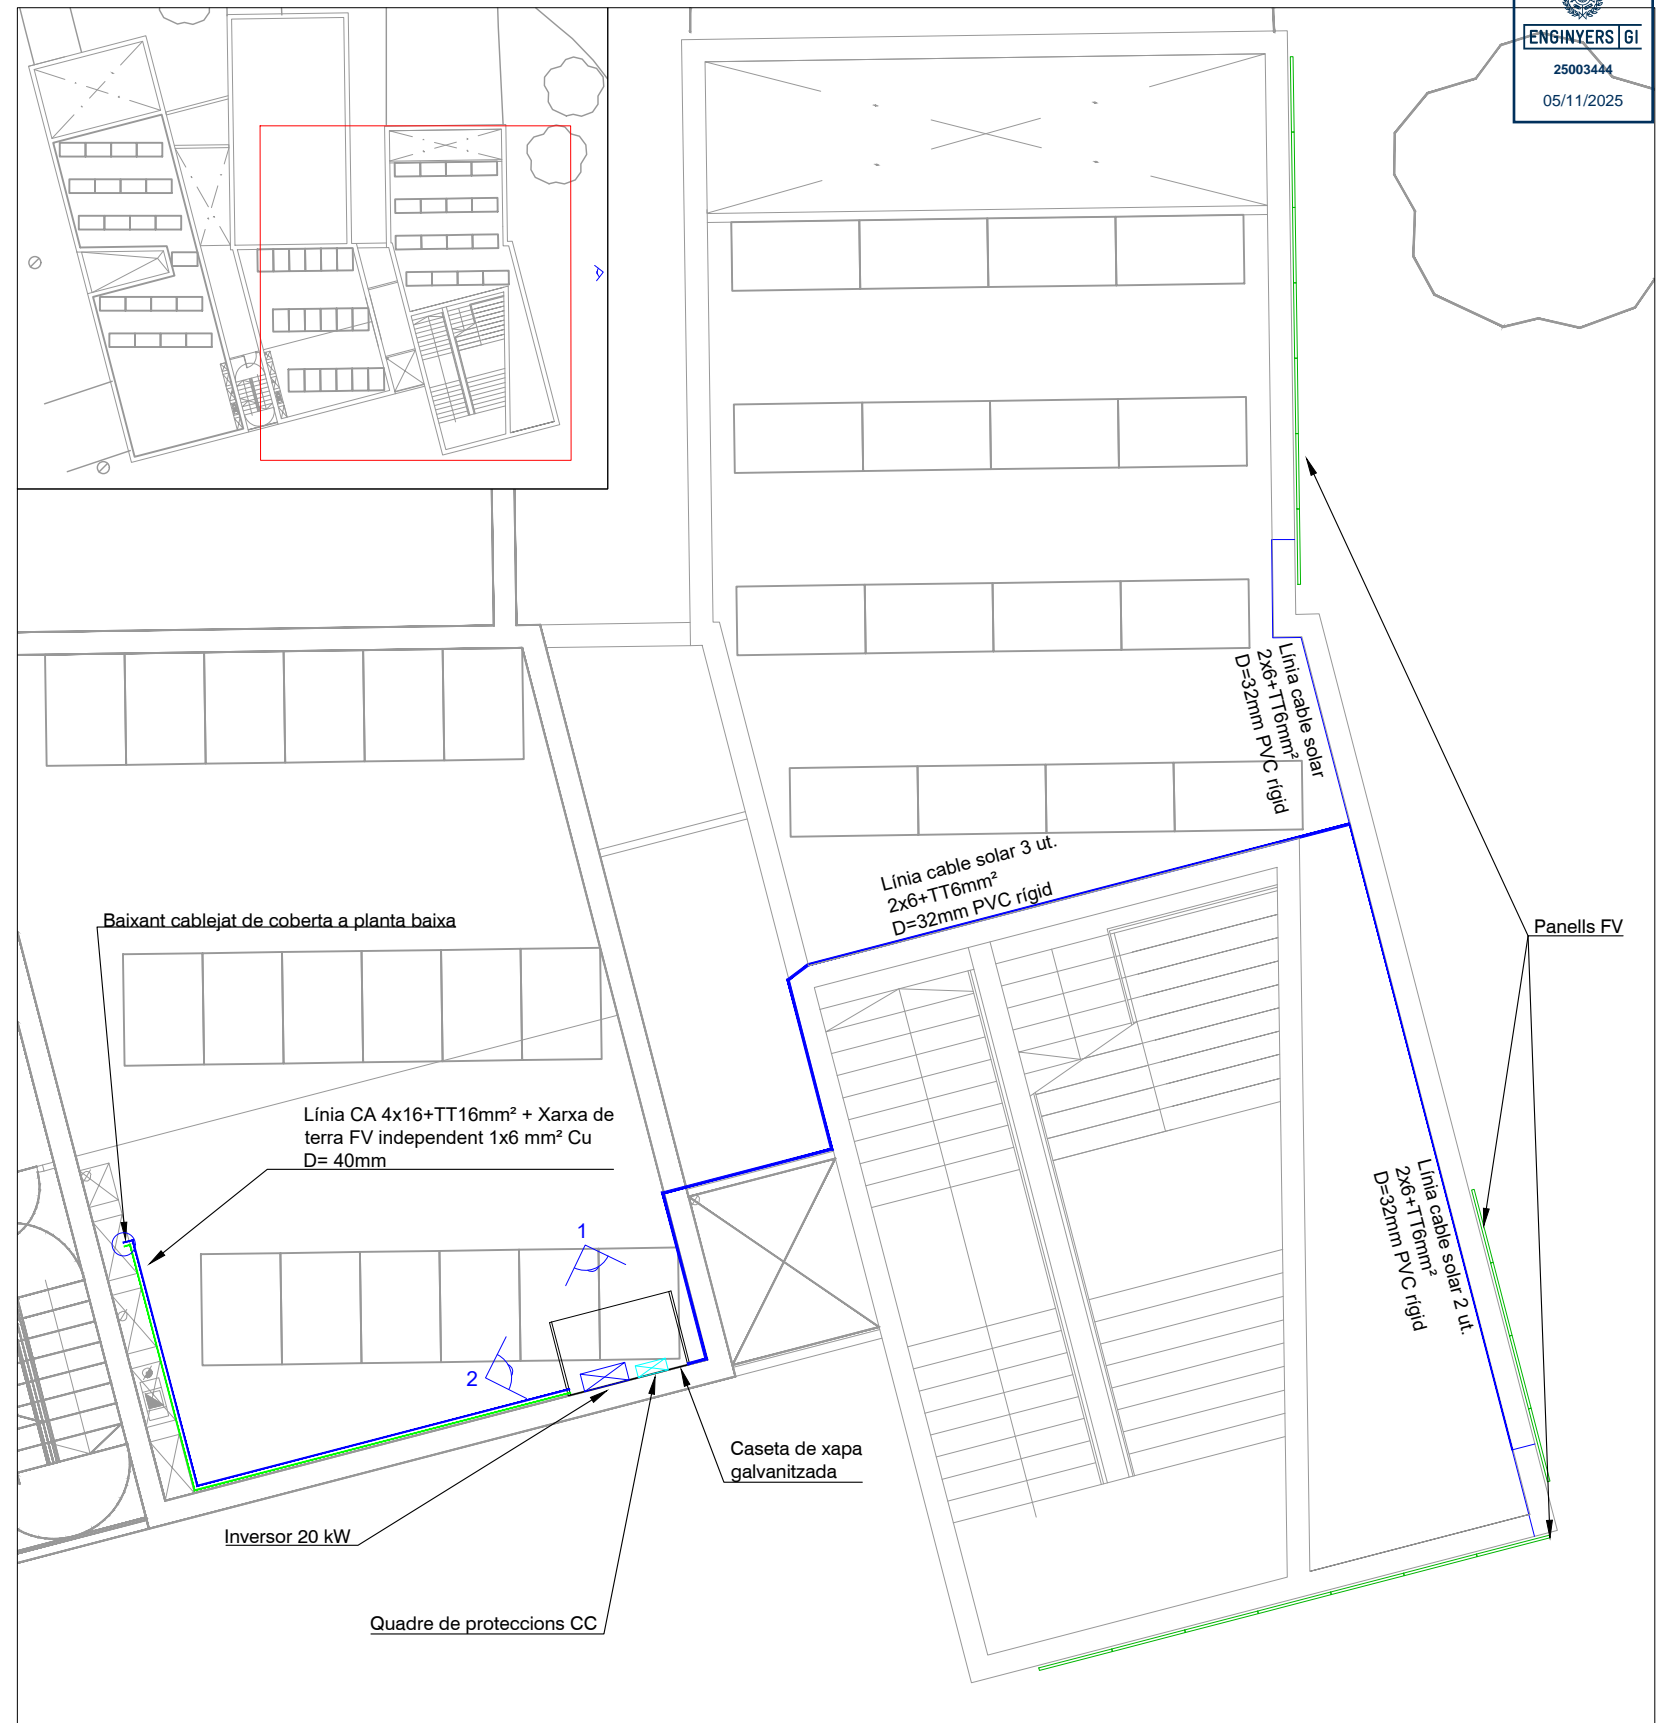 ENGINYERS GI
25003444
05/11/2025
Línia cable solar
2x6+TT6mm²
D=32mm PVC rígid
Línia cable solar 3 ut.
2x6+TT6mm²
D=32mm PVC rígid
Baixant cablejat de coberta a planta baixa
Panells FV
Línia CA 4x16+TT16mm² + Xarxa de
terra FV independent 1x6 mm² Cu
D= 40mm
Línia cable solar 2 ut.
2x6+TT6mm²
D=32mm PVC rígid
1
2
Caseta de xapa
galvanitzada
Inversor 20 kW
Quadre de proteccions CC